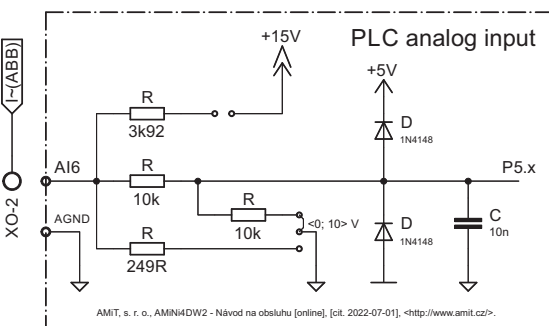 PLC analog input
+15V
+5V
I~(ABB)
R
3k92
D
1N4148
AI6
R
10k
P5.x
XO-2
AGND
R
10k
<0; 10> V
D
1N4148
C
10n
R
249R
AMiT, s. r. o., AMiNi4DW2 - Návod na obsluhu [online], [cit. 2022-07-01], <http://www.amit.cz/>.